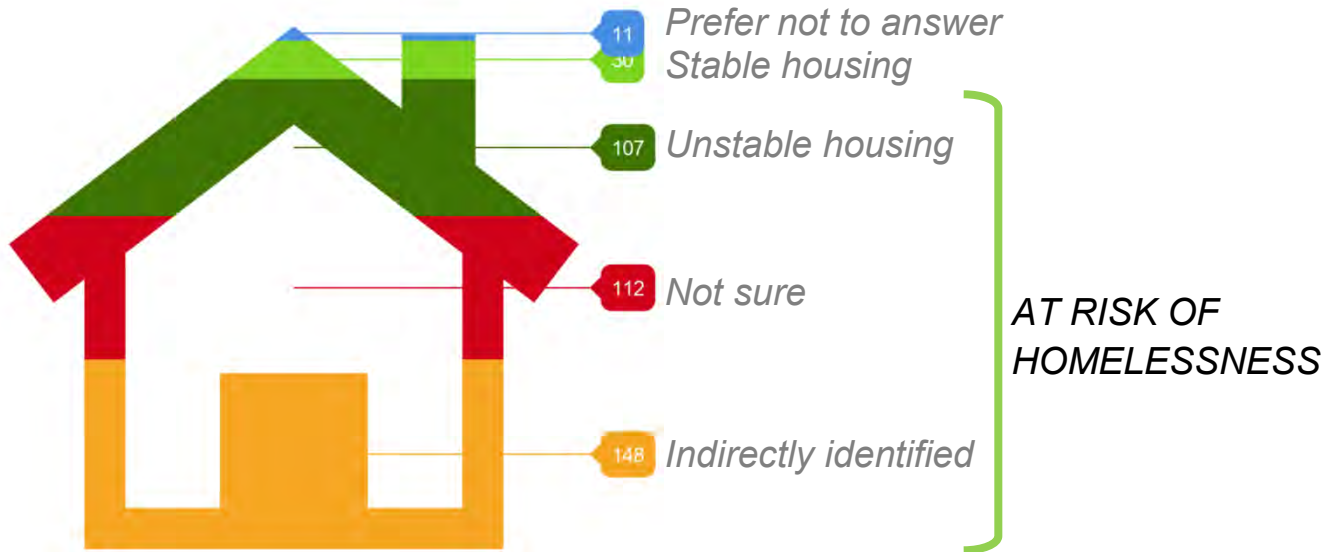 11 Prefer not to answer
30 Stable housing
107 Unstable housing
112 Not sure
AT RISK OF
HOMELESSNESS
148 Indirectly identified